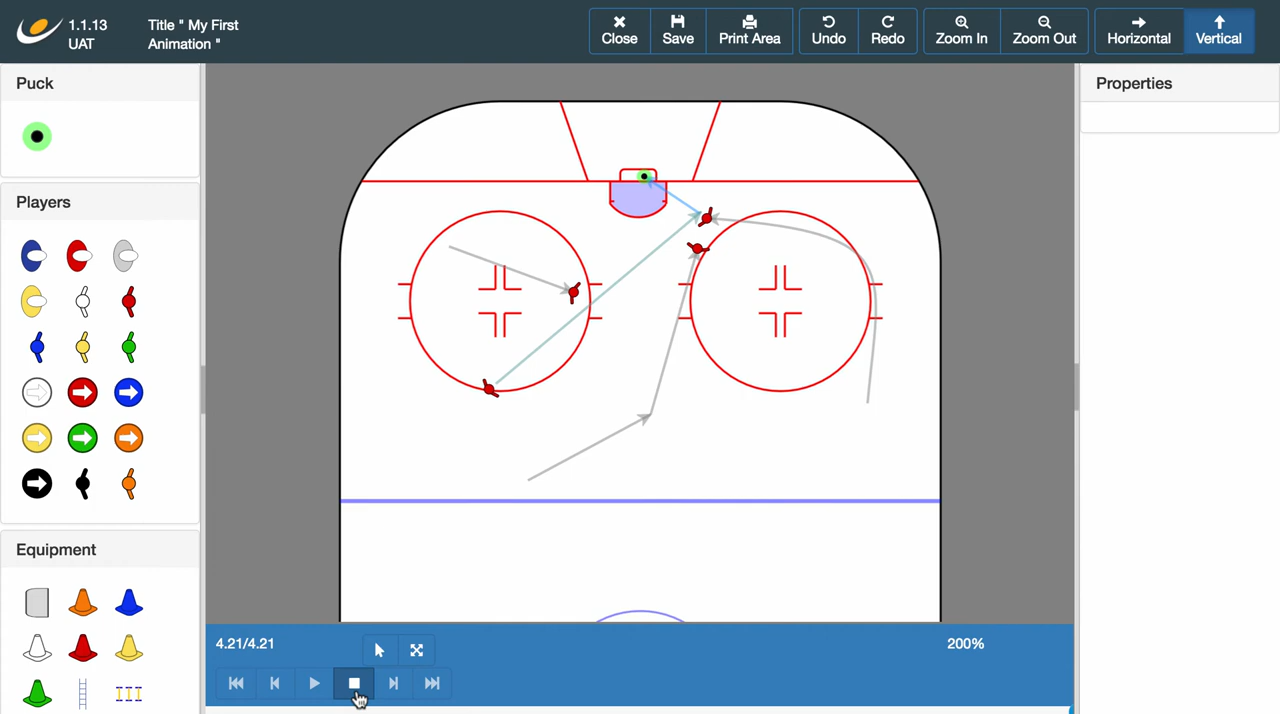 1.1.13
UAT
Title " My First
Animation "
Close
Save
Print Area
Undo
Redo
Zoom In
Zoom Out
Horizontal
Vertical
Puck
Properties
Players
Equipment
4.21/4.21
200%